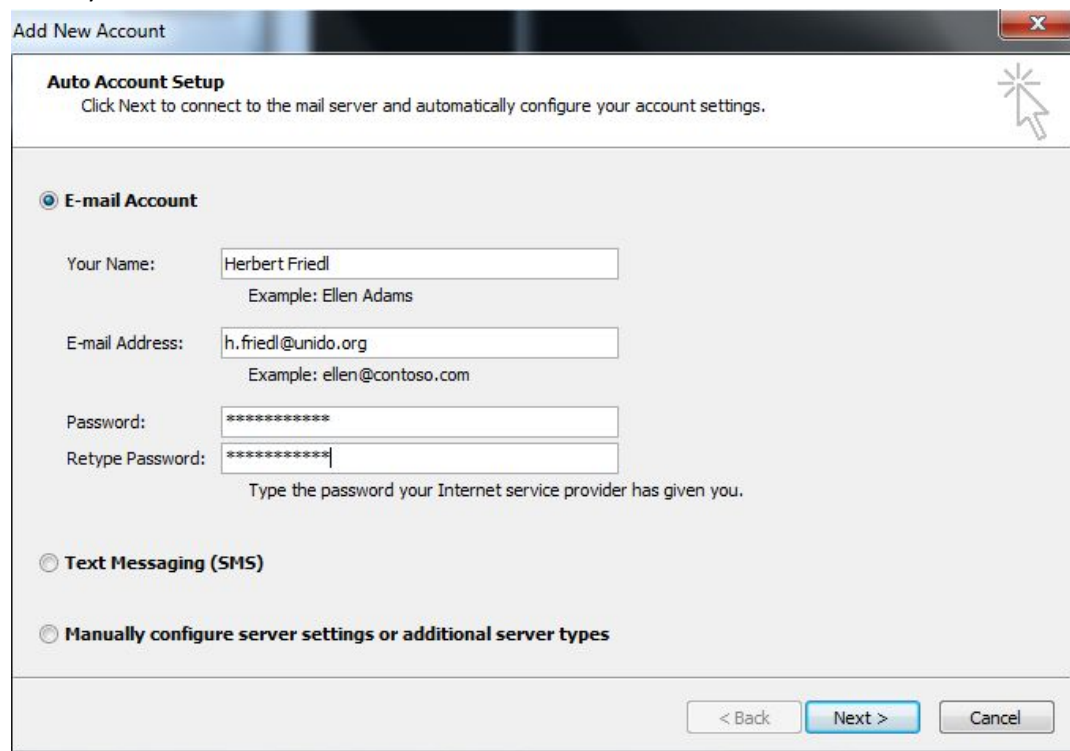 Add New Account
X
Auto Account Setup
Click Next to connect to the mail server and automatically configure your account settings.
E-mail Account
Your Name: Herbert Friedl
Example: Ellen Adams
E-mail Address: h.friedl@unido.org
Example: ellen@contoso.com
Password: ***********
Retype Password: ***********
Type the password your Internet service provider has given you.
Text Messaging (SMS)
Manually configure server settings or additional server types
< Back Next > Cancel